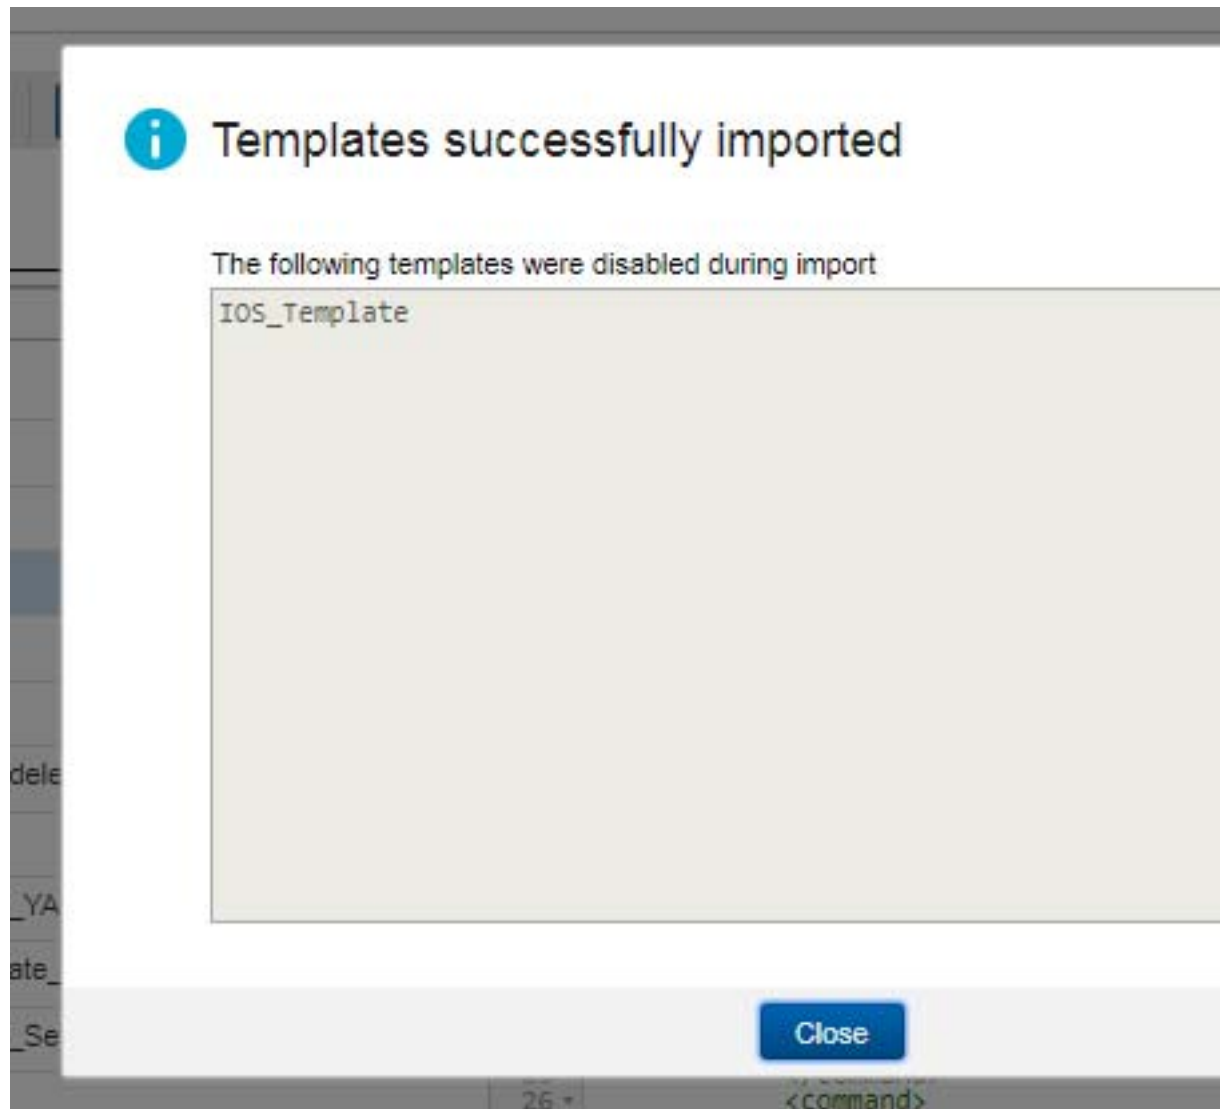 Templates successfully imported
The following templates were disabled during import
IOS_Template
dele
_YA
ate_
_Se
Close
26
<command>